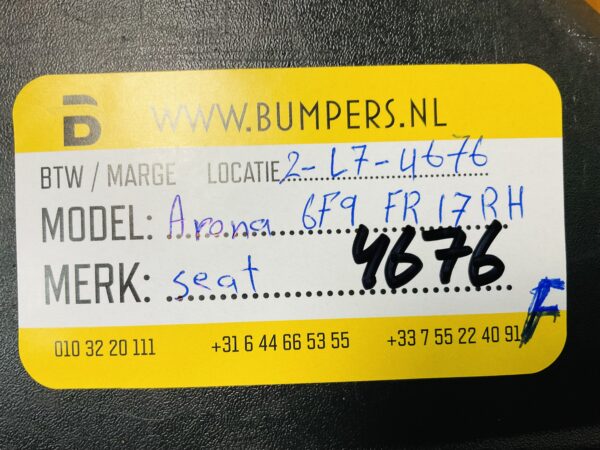 B WWW.BUMPERS.NL
BTW / MARGE LOCATIE 2-L7-4676
MODEL: Arona 6F9 FR 17 RH
MERK: seat 4676
F
010 32 20 111 +31 6 44 66 53 55 +33 7 55 22 40 91